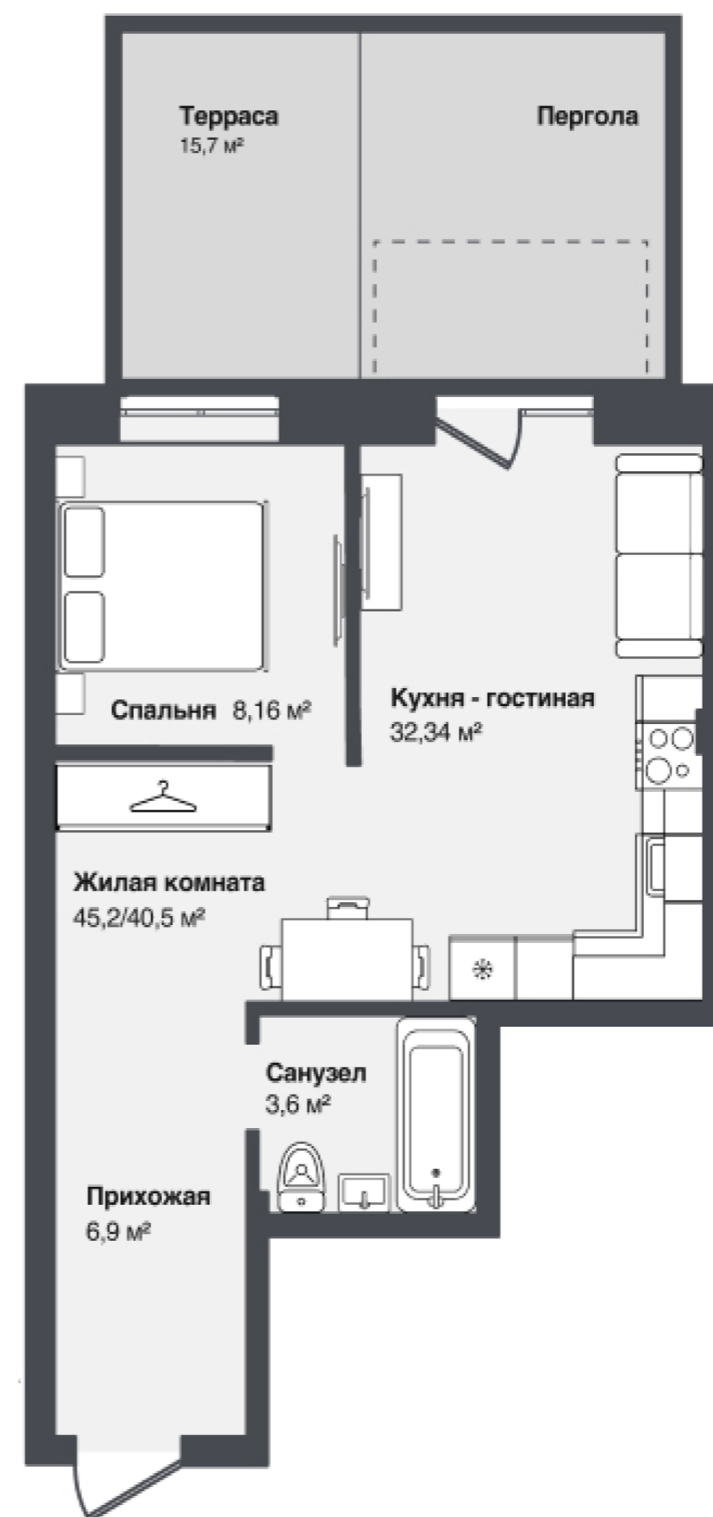 Терраса
15,7 м²
Пергола
Спальня 8,16 м²
Кухня - гостиная
32,34 м²
Жилая комната
45,2/40,5 м²
Санузел
3,6 м²
Прихожая
6,9 м²